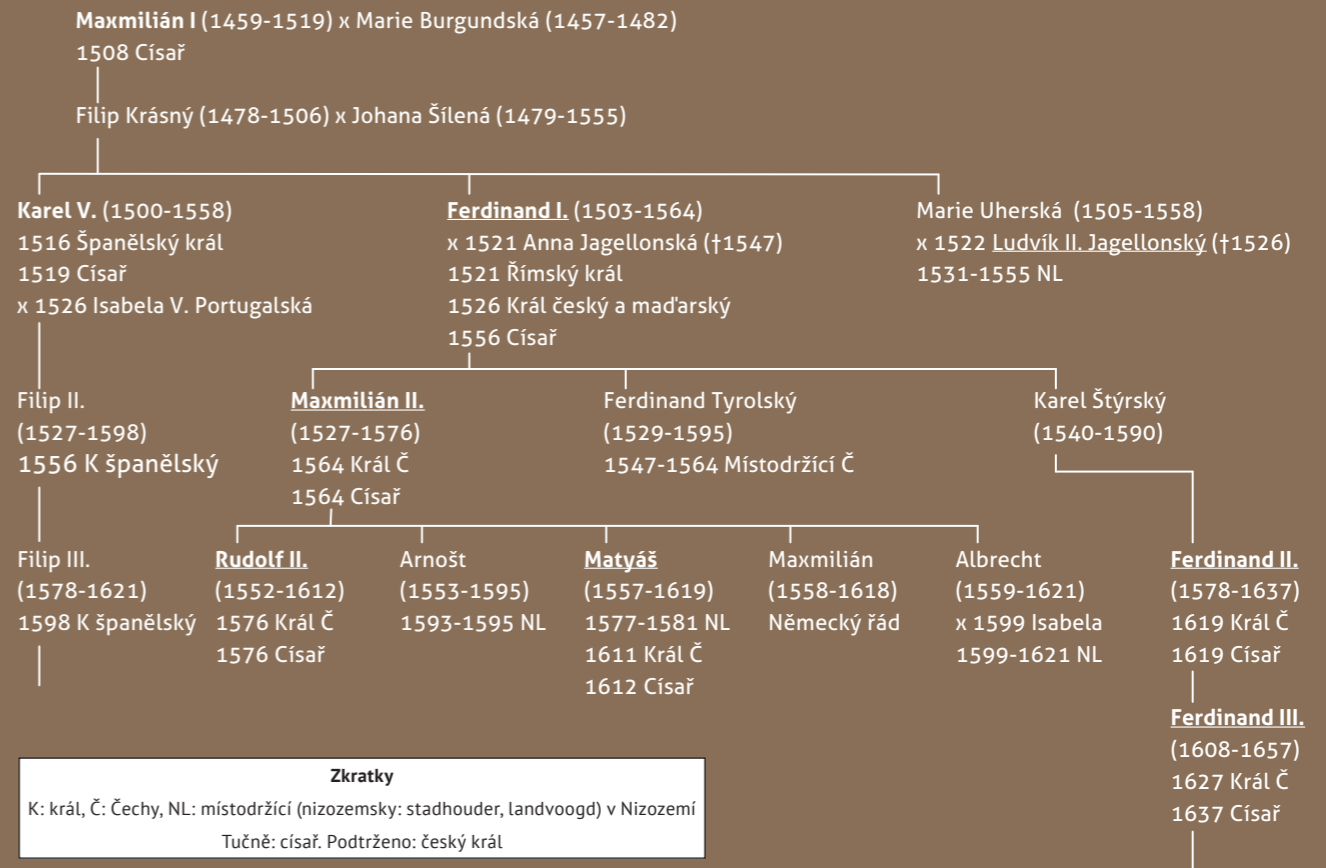 Maxmilián I (1459-1519) x Marie Burgundská (1457-1482)
1508 Císař
Filip Krásný (1478-1506) x Johana Šílená (1479-1555)
Karel V. (1500-1558)
1516 Španělský král
1519 Císař
x 1526 Isabela V. Portugalská
Ferdinand I. (1503-1564)
x 1521 Anna Jagellonská (†1547)
1521 Římský král
1526 Král český a maďarský
1556 Císař
Marie Uherská (1505-1558)
x 1522 Ludvík II. Jagellonský (†1526)
1531-1555 NL
Filip II.
(1527-1598)
1556 K španělský
Maxmilián II.
(1527-1576)
1564 Král Č
1564 Císař
Ferdinand Tyrolský
(1529-1595)
1547-1564 Místodržící Č
Karel Štýrský
(1540-1590)
Filip III.
(1578-1621)
1598 K španělský
Rudolf II.
(1552-1612)
1576 Král Č
1576 Císař
Arnošt
(1553-1595)
1593-1595 NL
Matyáš
(1557-1619)
1577-1581 NL
1611 Král Č
1612 Císař
Maxmilián
(1558-1618)
Německý řád
Albrecht
(1559-1621)
x 1599 Isabela
1599-1621 NL
Ferdinand II.
(1578-1637)
1619 Král Č
1619 Císař
Ferdinand III.
(1608-1657)
1627 Král Č
1637 Císař
Zkratky
K: král, Č: Čechy, NL: místodržící (nizozemsky: stadhouder, landvoogd) v Nizozemí
Tučně: císař. Podtrženo: český král